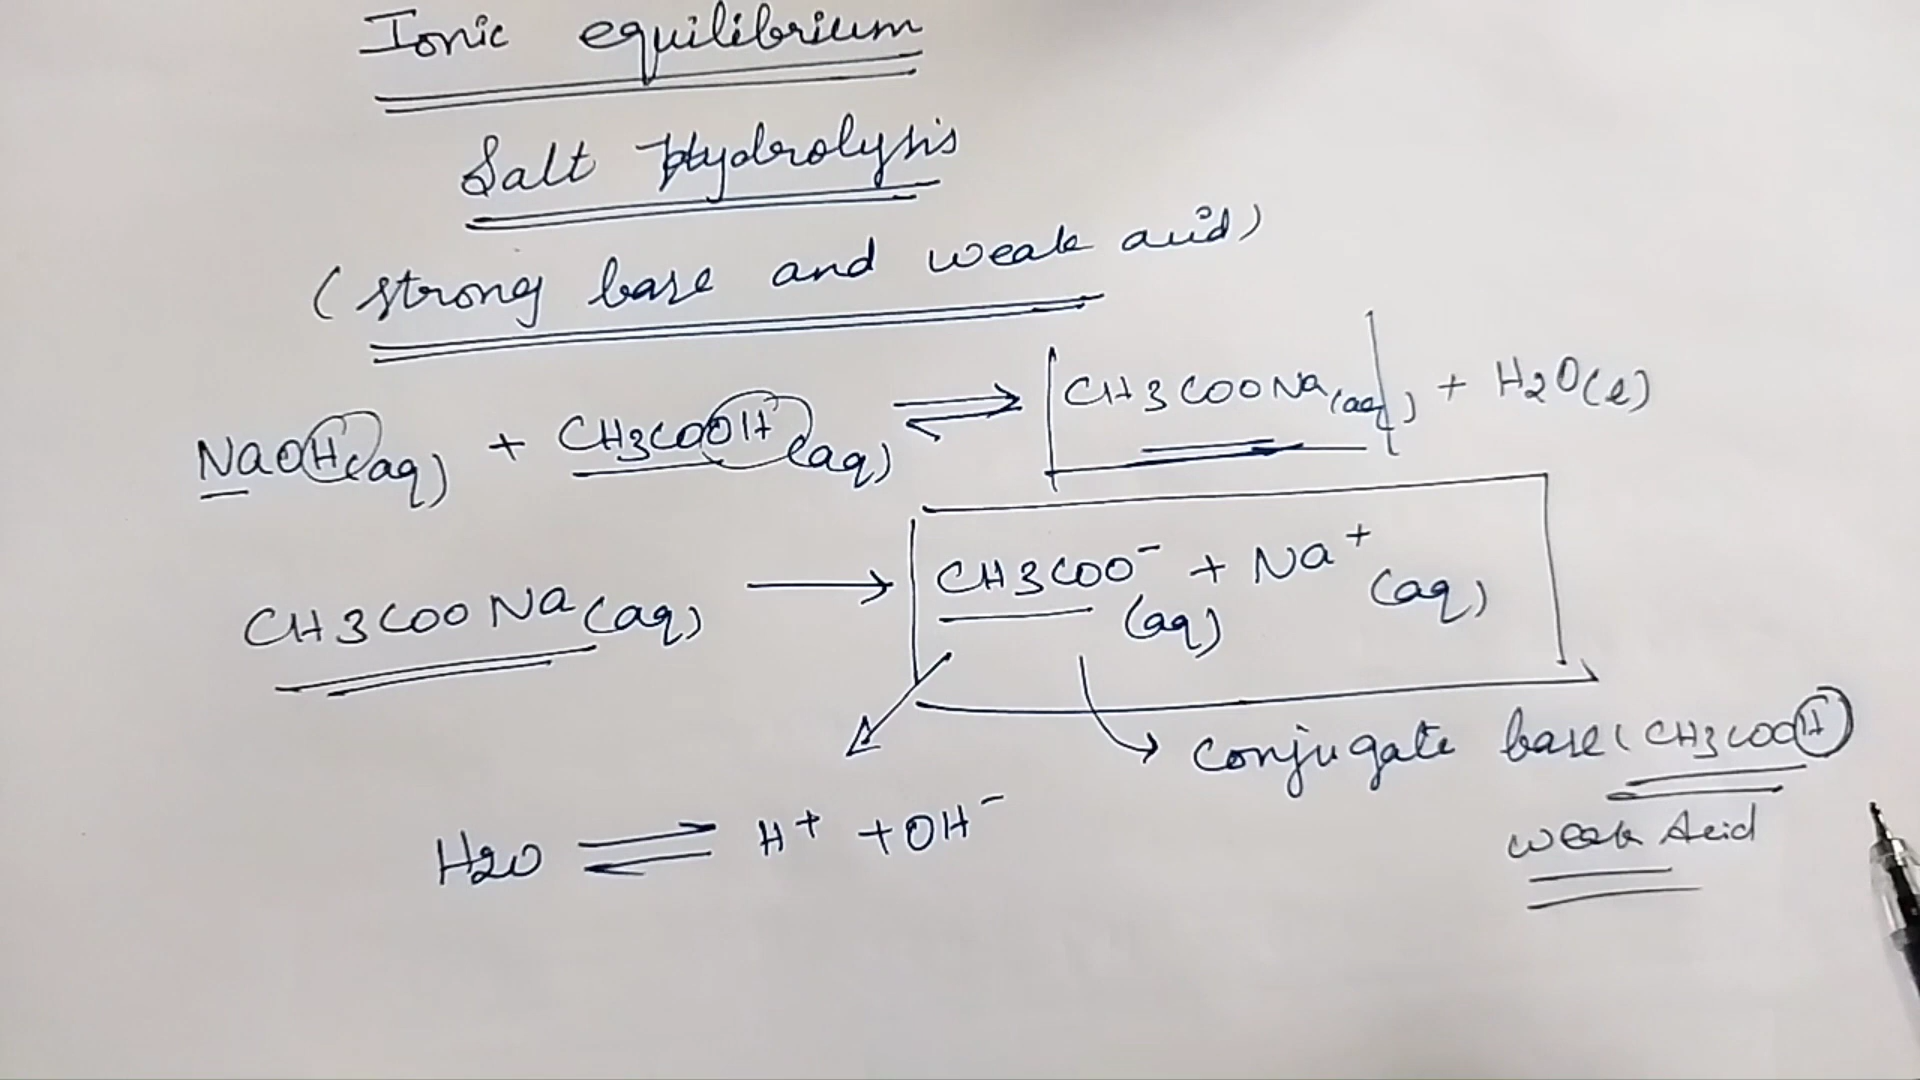 Ionic equilibrium
Salt Hydrolysis
(strong base and weak acid)
NaOH(aq) + CH3COOH(aq) ⇌ CH3COONa(aq) + H2O(l)
CH3COONa(aq) → CH3COO⁻(aq) + Na⁺(aq)
→ Conjugate base (CH3COOH)
weak Acid
H2O ⇌ H⁺ + OH⁻